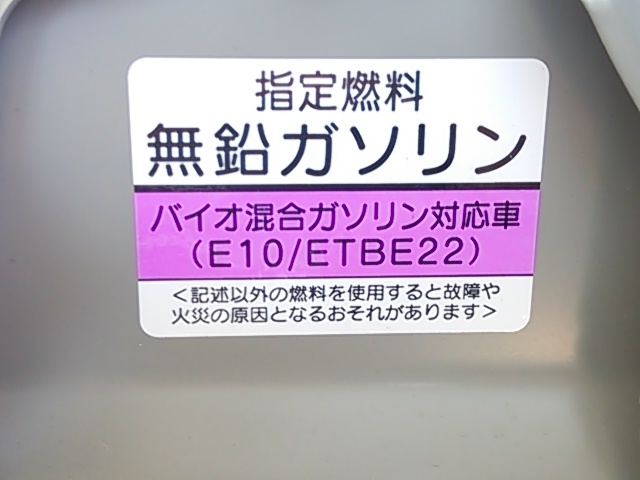 指定燃料
無鉛ガソリン
バイオ混合ガソリン対応車
(E10/ETBE22)
<記述以外の燃料を使用すると故障や
火災の原因となるおそれがあります>